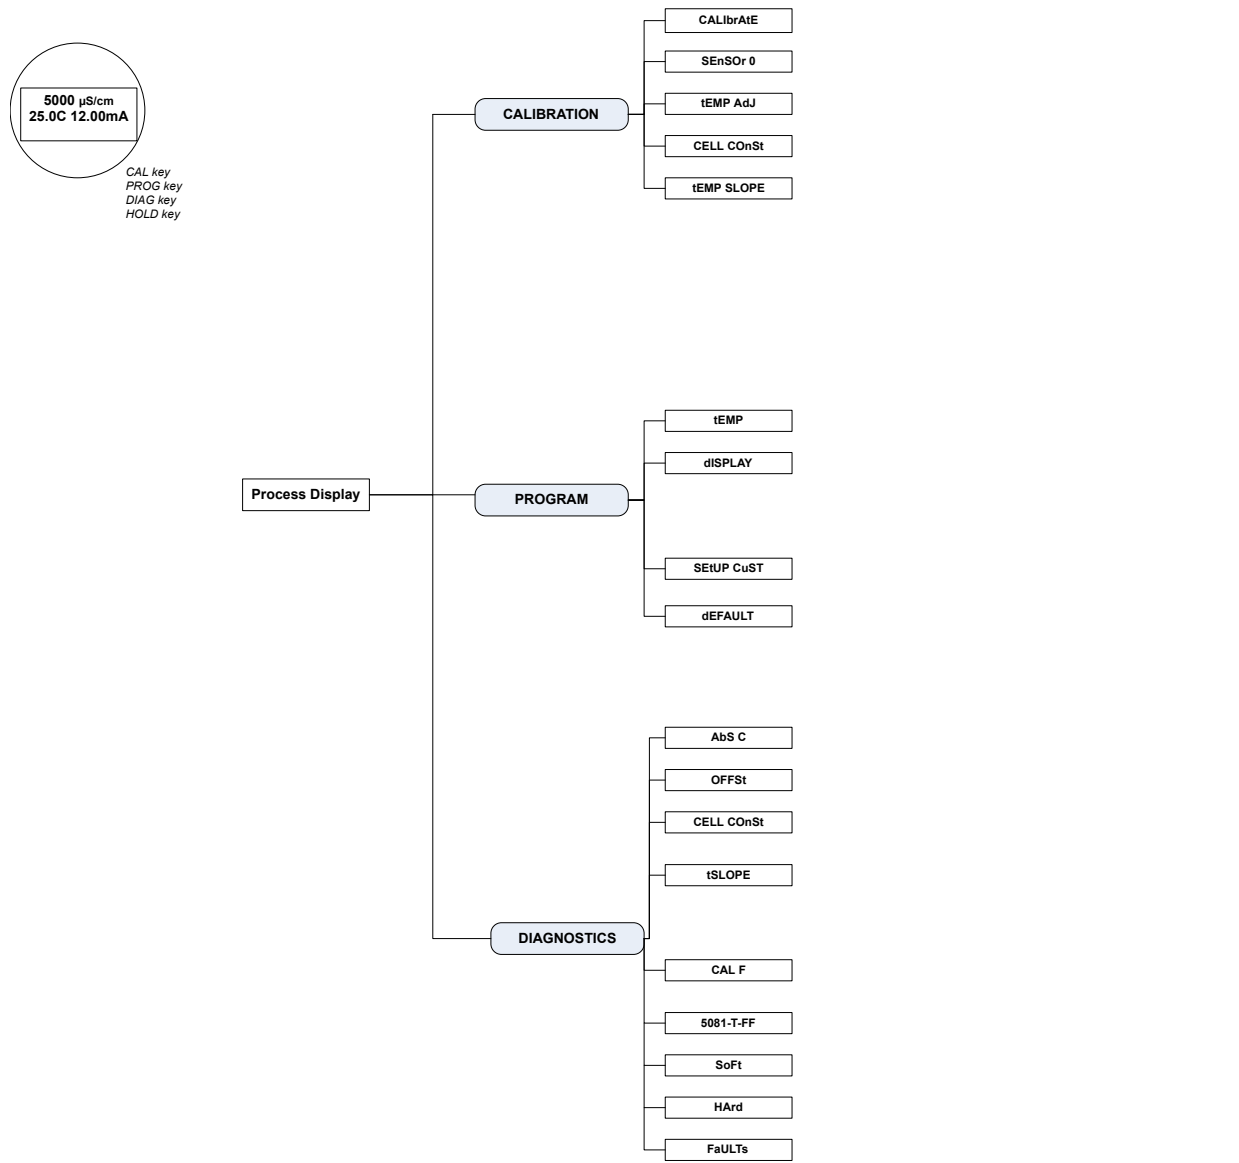 5000 µS/cm
25.0C 12.00mA
CAL key
PROG key
DIAG key
HOLD key
Process Display
CALIBRATION
CALIbrAtE
SEnSOr 0
tEMP AdJ
CELL COnSt
tEMP SLOPE
PROGRAM
tEMP
dISPLAY
SEtUP CuST
dEFAULT
DIAGNOSTICS
AbS C
OFFSt
CELL COnSt
tSLOPE
CAL F
5081-T-FF
SoFt
HArd
FaULTs